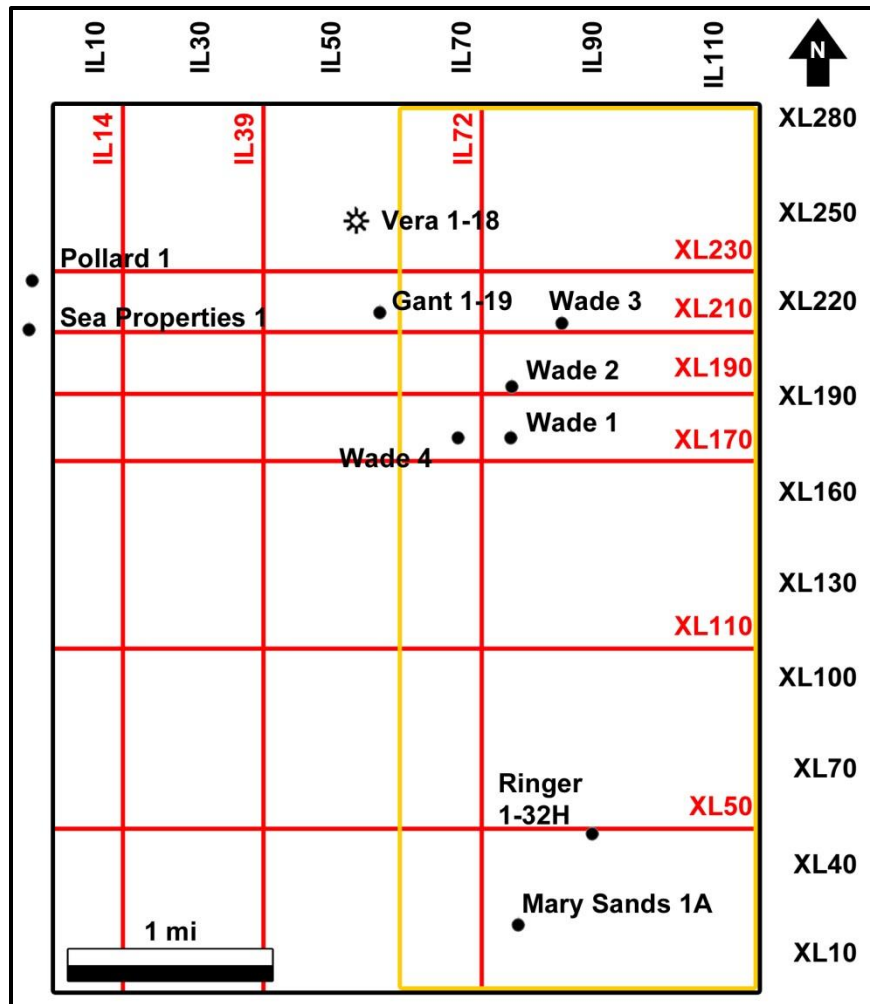 IL10 IL30 IL50 IL70 IL90 IL110 N
IL14 IL39 IL72 XL280
Vera 1-18 XL250
Pollard 1 XL230
Gant 1-19 Wade 3 XL210 XL220
Sea Properties 1
Wade 2 XL190
XL190
Wade 1 XL170
Wade 4
XL160
XL130
XL110
XL100
Ringer XL70
1-32H XL50
XL40
Mary Sands 1A
1 mi XL10